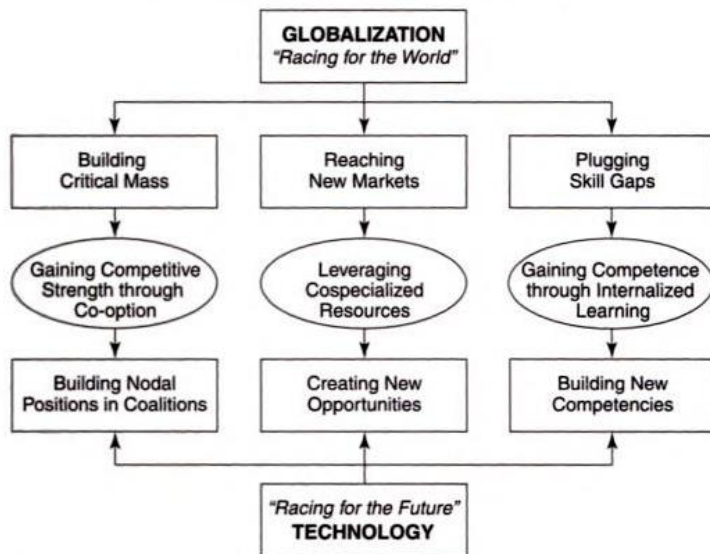 GLOBALIZATION
"Racing for the World"
Building
Critical Mass
Reaching
New Markets
Plugging
Skill Gaps
Gaining Competitive
Strength through
Co-option
Leveraging
Cospecialized
Resources
Gaining Competence
through Internalized
Learning
Building Nodal
Positions in Coalitions
Creating New
Opportunities
Building New
Competencies
"Racing for the Future"
TECHNOLOGY